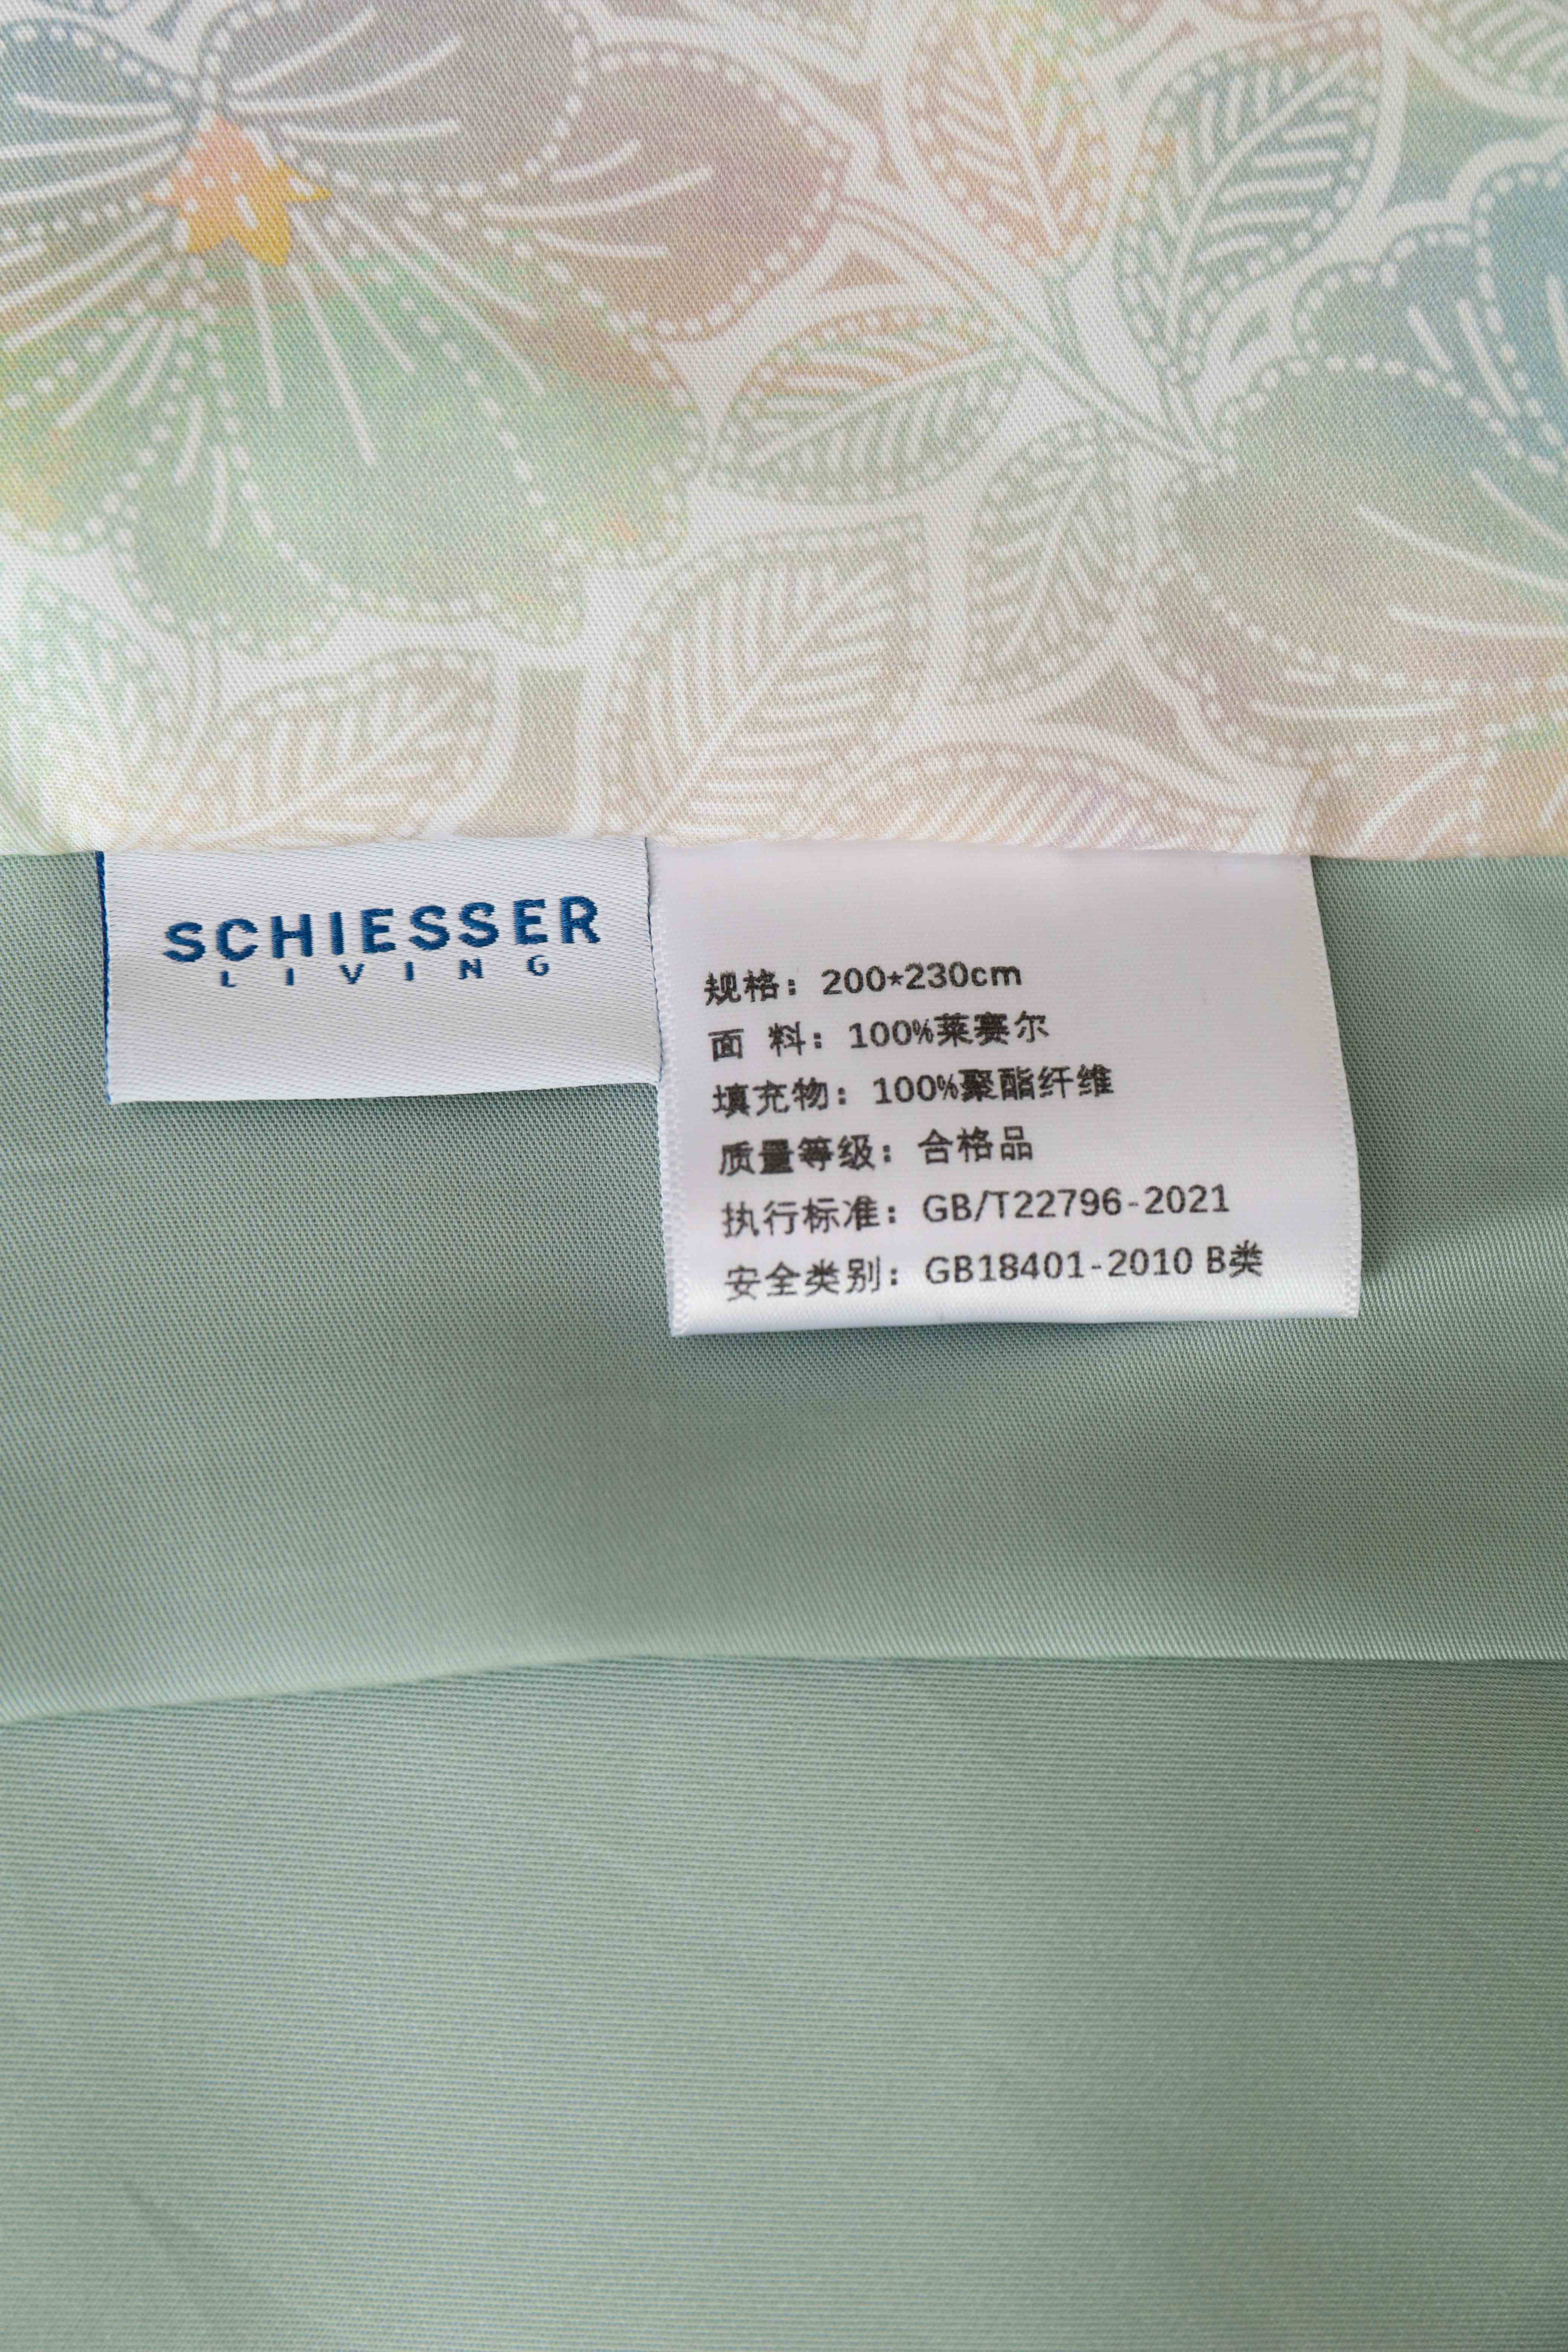 SCHIESSER
LIVING
规格：200*230cm
面 料：100%莱赛尔
填充物：100%聚酯纤维
质量等级：合格品
执行标准：GB/T22796-2021
安全类别：GB18401-2010 B类